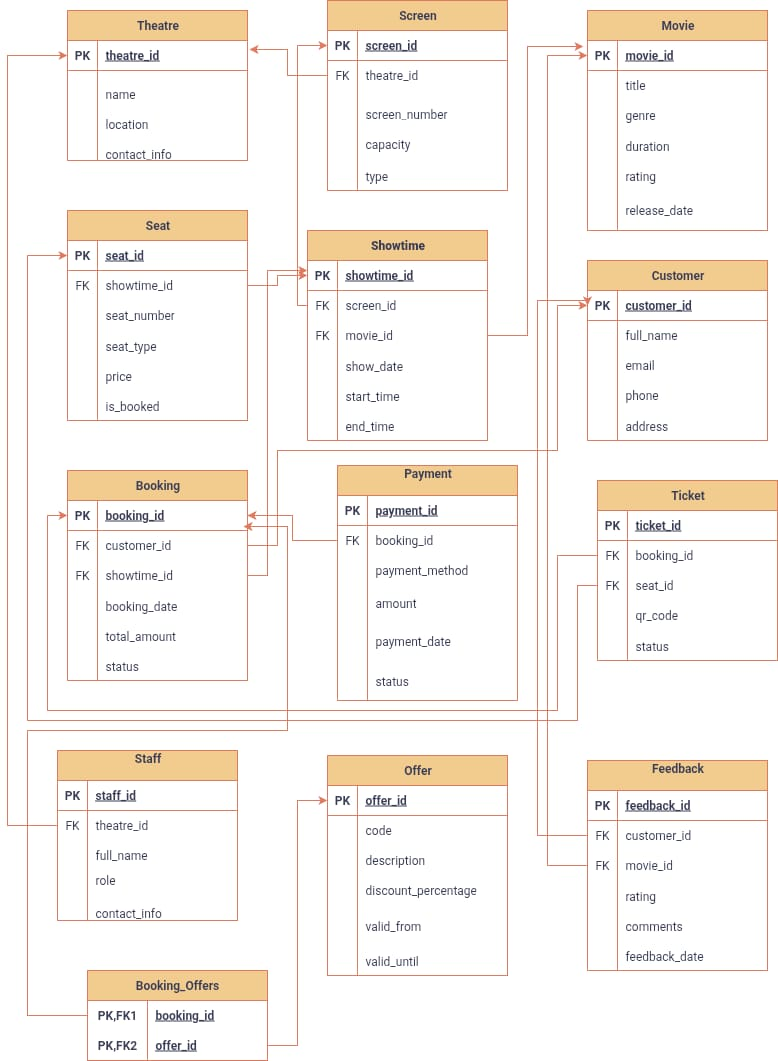 Theatre
PK theatre_id
name
location
contact_info
Screen
PK screen_id
FK theatre_id
screen_number
capacity
type
Movie
PK movie_id
title
genre
duration
rating
release_date
Seat
PK seat_id
FK showtime_id
seat_number
seat_type
price
is_booked
Showtime
PK showtime_id
FK screen_id
FK movie_id
show_date
start_time
end_time
Customer
PK customer_id
full_name
email
phone
address
Booking
PK booking_id
FK customer_id
FK showtime_id
booking_date
total_amount
status
Payment
PK payment_id
FK booking_id
payment_method
amount
payment_date
status
Ticket
PK ticket_id
FK booking_id
FK seat_id
qr_code
status
Staff
PK staff_id
FK theatre_id
full_name
role
contact_info
Offer
PK offer_id
code
description
discount_percentage
valid_from
valid_until
Feedback
PK feedback_id
FK customer_id
FK movie_id
rating
comments
feedback_date
Booking_Offers
PK,FK1 booking_id
PK,FK2 offer_id